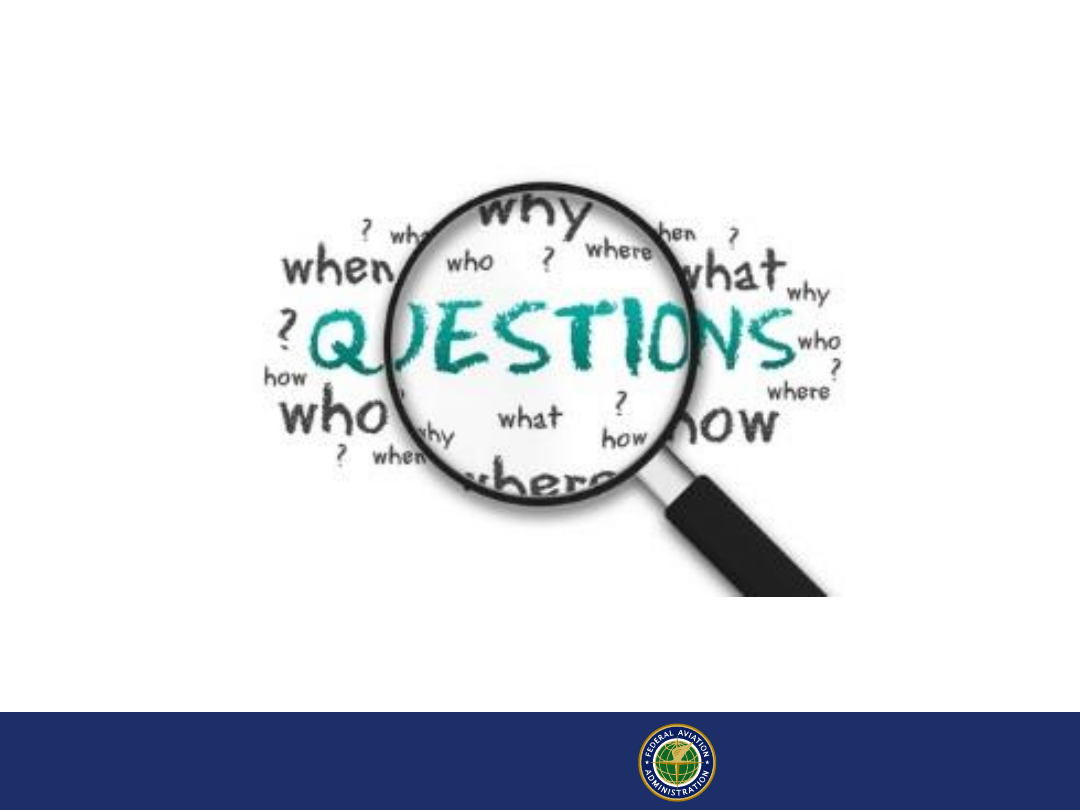 why
? wha hen ?
when who ? where what
why
? QUESTIONS who
how ? where
who what ? how
why how
? when where
FEDERAL AVIATION ADMINISTRATION